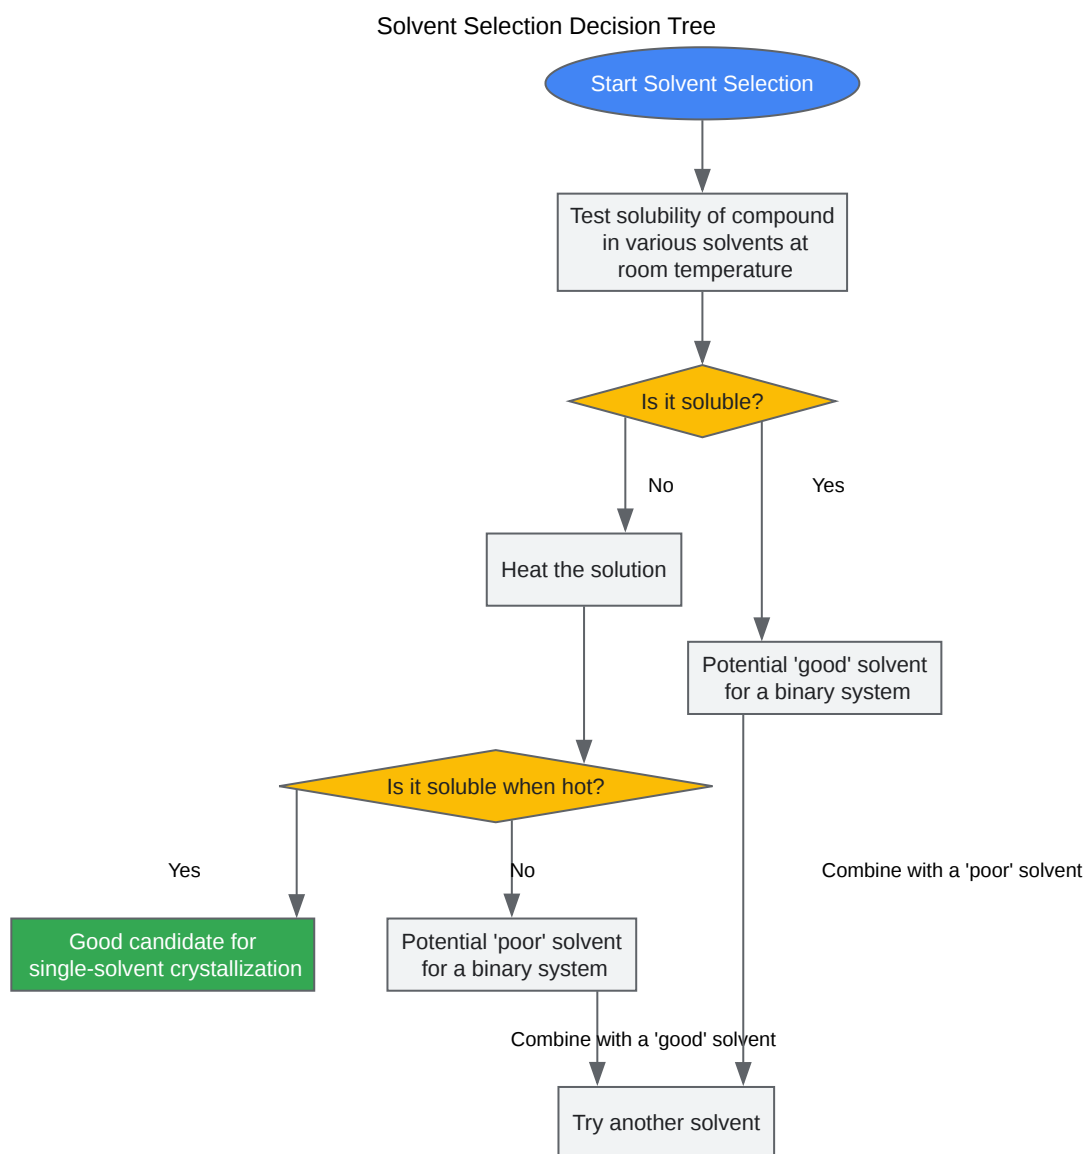 Solvent Selection Decision Tree
Start Solvent Selection
Test solubility of compound
in various solvents at
room temperature
Is it soluble?
No
Yes
Heat the solution
Potential 'good' solvent
for a binary system
Is it soluble when hot?
Yes
No
Combine with a 'poor' solvent
Good candidate for
single-solvent crystallization
Potential 'poor' solvent
for a binary system
Combine with a 'good' solvent
Try another solvent